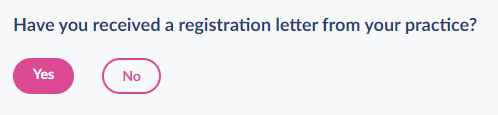 Have you received a registration letter from your practice?
Yes No